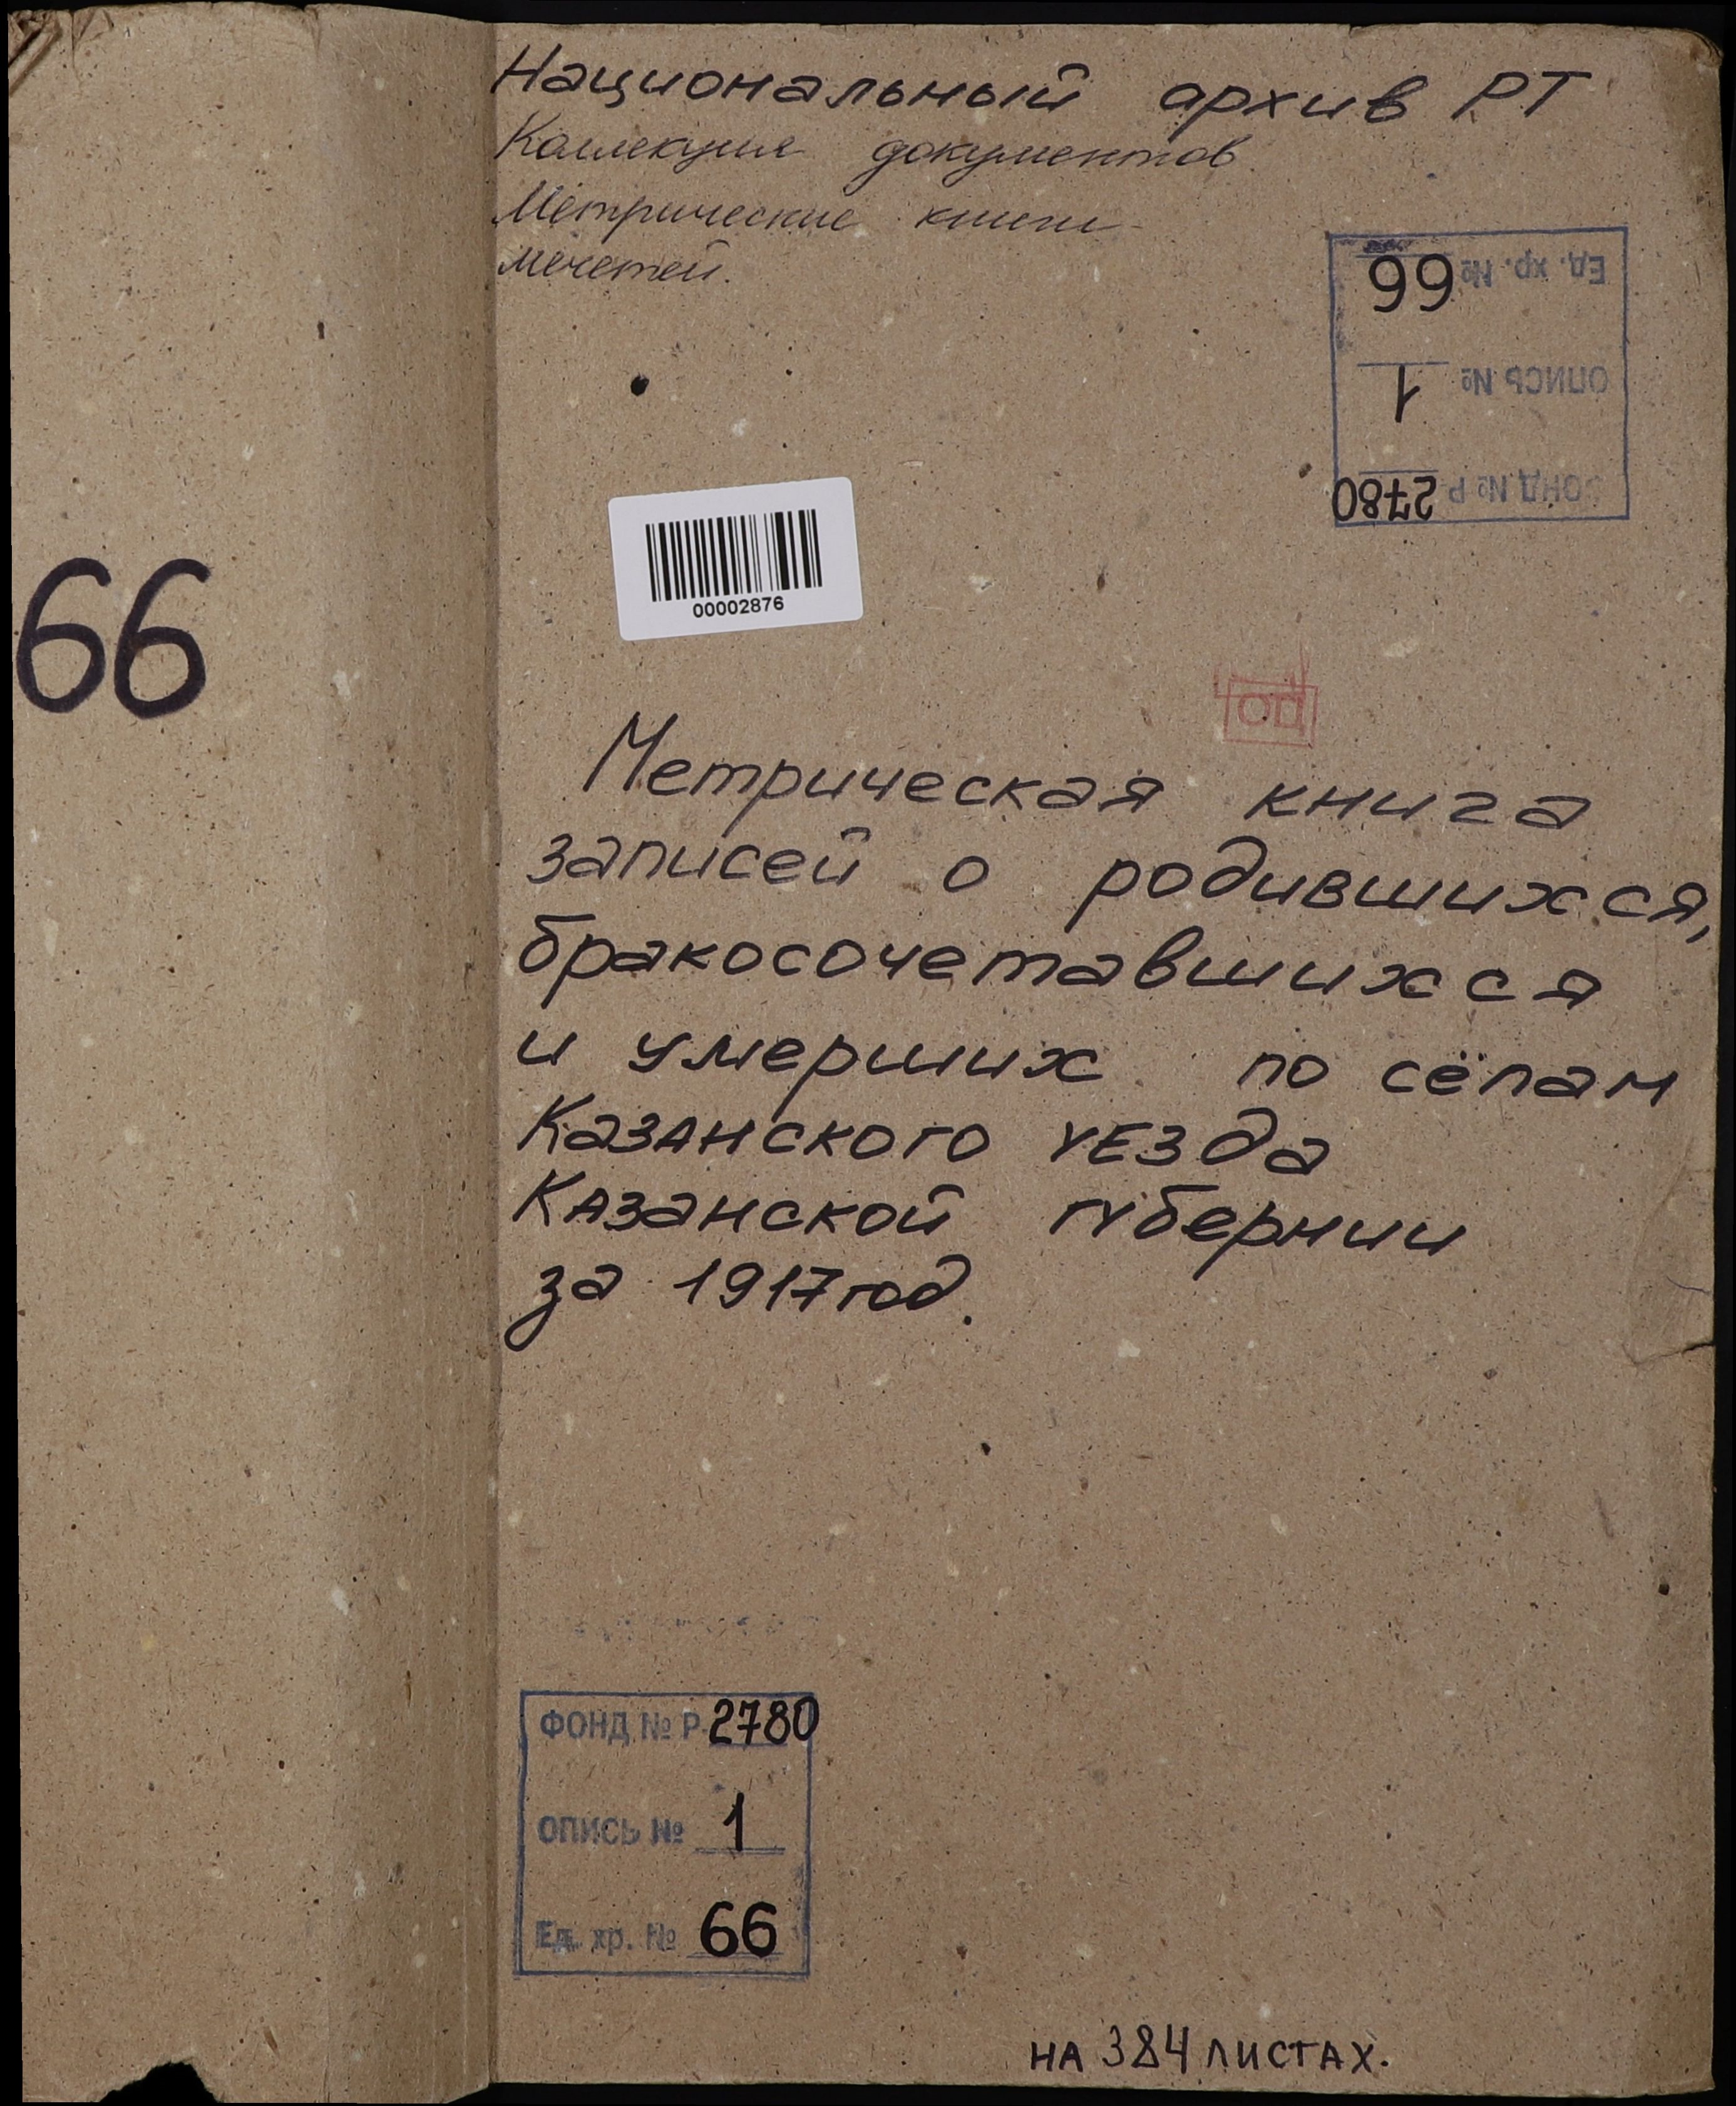 Национальный архив РТ
Коллекция документов
Метрические книги
мечетей.
Ед. хр. № 66
ОПИСЬ № 1
ФОНД № Р 2780
66
00002876
ОЦ
Метрическая книга
записей о родившихся,
бракосочетавшихся
и умерших по сёлам
Казанского уезда
Казанской губернии
за 1917 год.
ФОНД № Р-2780
ОПИСЬ № 1
Ед. хр. № 66
НА 384 ЛИСТАХ.